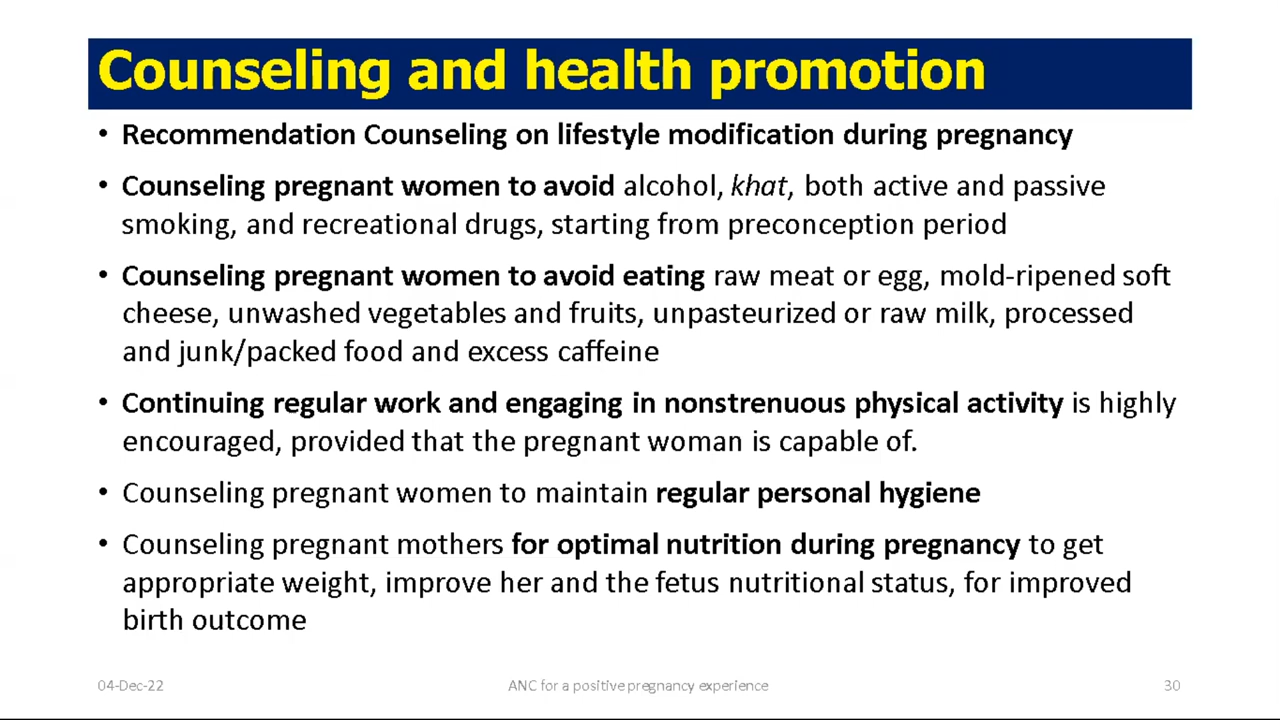 Counseling and health promotion
• Recommendation Counseling on lifestyle modification during pregnancy
• Counseling pregnant women to avoid alcohol, khat, both active and passive
smoking, and recreational drugs, starting from preconception period
• Counseling pregnant women to avoid eating raw meat or egg, mold-ripened soft
cheese, unwashed vegetables and fruits, unpasteurized or raw milk, processed
and junk/packed food and excess caffeine
• Continuing regular work and engaging in nonstrenuous physical activity is highly
encouraged, provided that the pregnant woman is capable of.
• Counseling pregnant women to maintain regular personal hygiene
• Counseling pregnant mothers for optimal nutrition during pregnancy to get
appropriate weight, improve her and the fetus nutritional status, for improved
birth outcome
04-Dec-22 ANC for a positive pregnancy experience 30